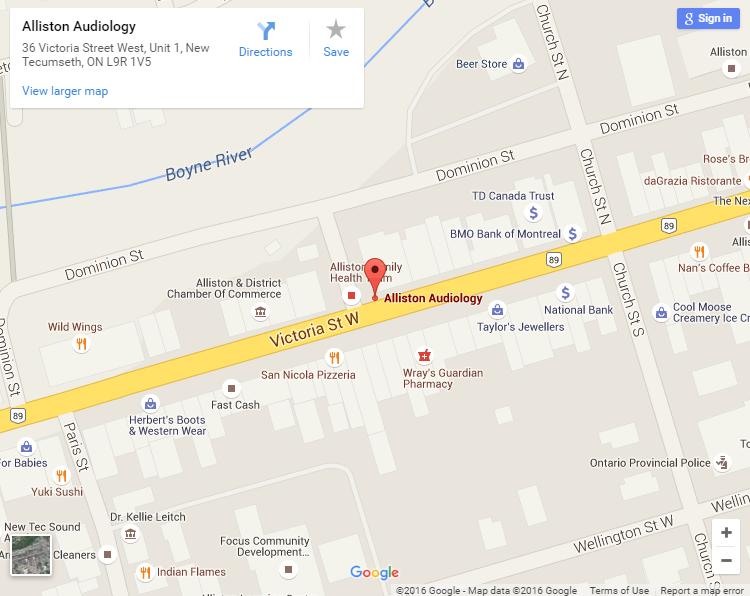 Alliston Audiology
36 Victoria Street West, Unit 1, New
Tecumseth, ON L9R 1V5
View larger map
Directions
Save
g Sign in
Church St N
Beer Store
Alliston
Dominion St
Boyne River
Dominion St
Church St N
Rose's Br
daGrazia Ristorante
TD Canada Trust
The Nex
BMO Bank of Montreal
89
89
Nan's Coffee B
Dominion St
Alliston Family
Health Team
Alliston & District
Chamber Of Commerce
Alliston Audiology
Church St S
National Bank
Cool Moose
Creamery Ice Cr
Taylor's Jewellers
Wild Wings
Victoria St W
Dominion St
San Nicola Pizzeria
Wray's Guardian
Pharmacy
Fast Cash
89
Herbert's Boots
& Western Wear
Paris St
For Babies
Yuki Sushi
Ontario Provincial Police
New Tec Sound
Dr. Kellie Leitch
Cleaners
Focus Community
Development...
Indian Flames
Wellington St W
Church St
+
−
Google
©2016 Google - Map data ©2016 Google
Terms of Use
Report a map error